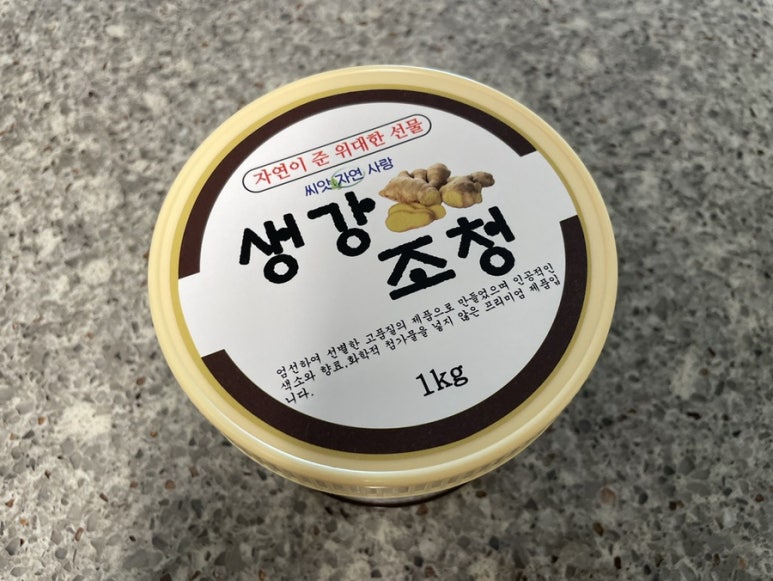 자연이 준 위대한 선물
씨앗 자연 사랑
생강
조청
엄선하여 선별한 고품질의 제품으로 만들었으며 인공적인
색소와 향료,화학적 첨가물을 넣지 않은 프리미엄 제품입
니다.
1kg